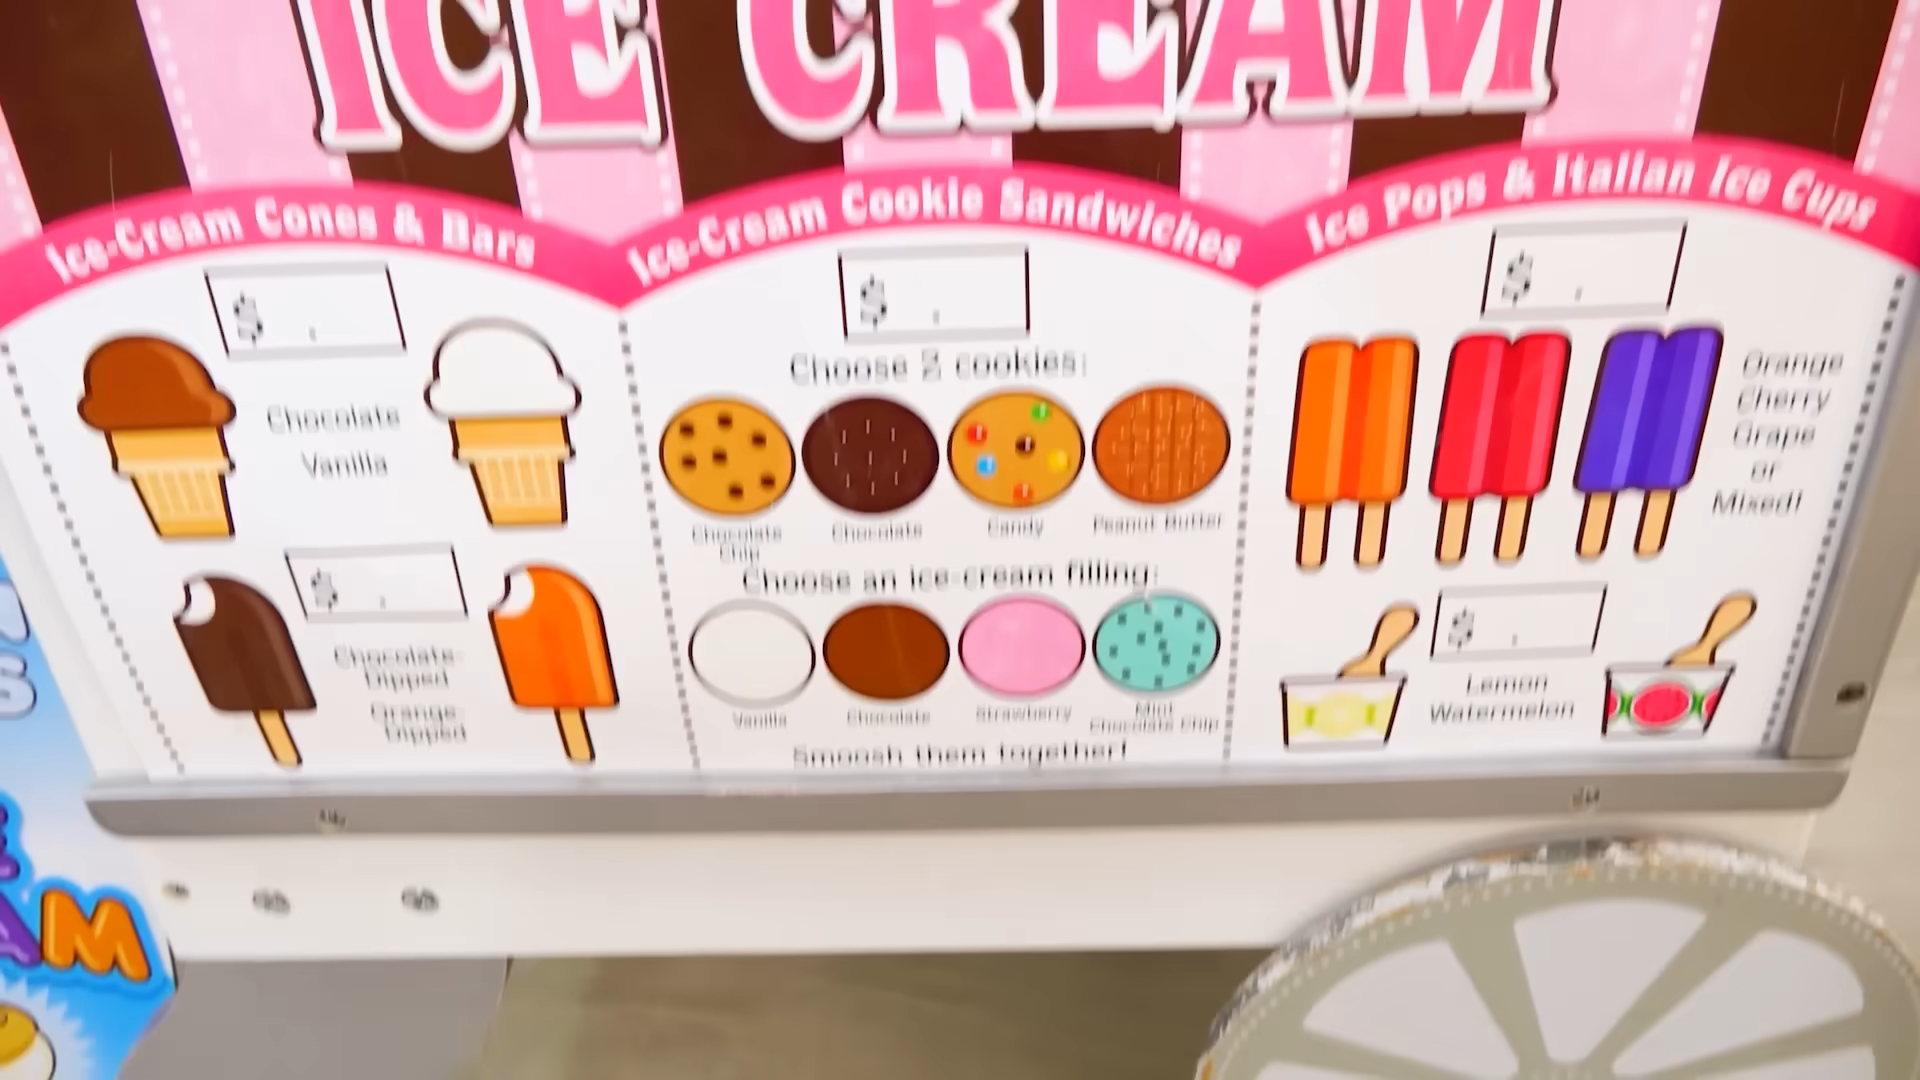 ICE CREAM
Ice-Cream Cones & Bars
$ .
Chocolate
Vanilla
$ .
Chocolate-
Dipped
Orange-
Dipped
Ice-Cream Cookie Sandwiches
$ .
Choose 2 cookies:
Chocolate Chip
Chocolate
Candy
Peanut Butter
Choose an ice-cream filling:
Vanilla
Chocolate
Strawberry
Mint Chocolate Chip
Smoosh them together!
Ice Pops & Italian Ice Cups
$ .
Orange
Cherry
Grape
or
Mixed!
$ .
Lemon
Watermelon
AM